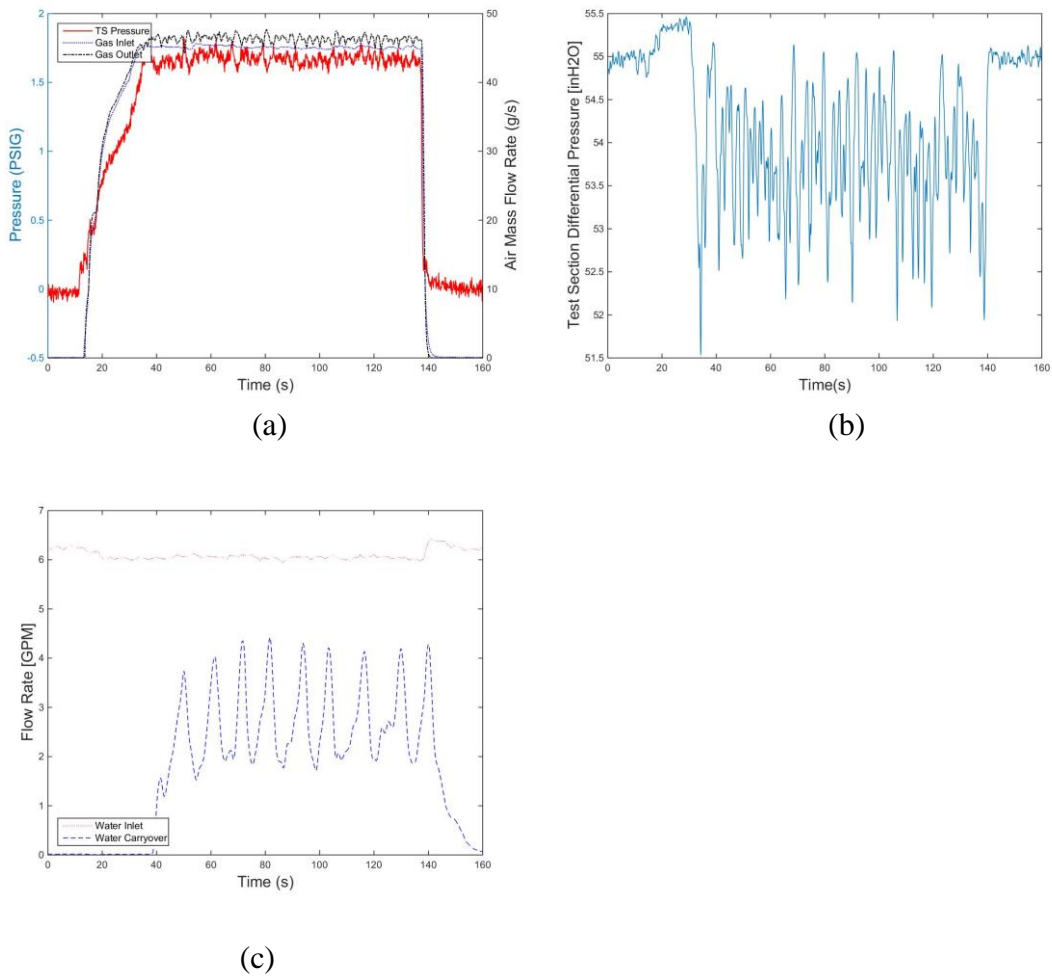 2
1.5
1
0.5
0
-0.5
Pressure (PSIG)
TS Pressure
Gas Inlet
Gas Outlet
50
40
30
20
10
0
Air Mass Flow Rate (g/s)
0 20 40 60 80 100 120 140 160
Time (s)
(a)
55.5
55
54.5
54
53.5
53
52.5
52
51.5
Test Section Differential Pressure [inH2O]
0 20 40 60 80 100 120 140 160
Time(s)
(b)
7
6
5
4
3
2
1
0
Flow Rate [GPM]
Water Inlet
Water Carryover
0 20 40 60 80 100 120 140 160
Time (s)
(c)